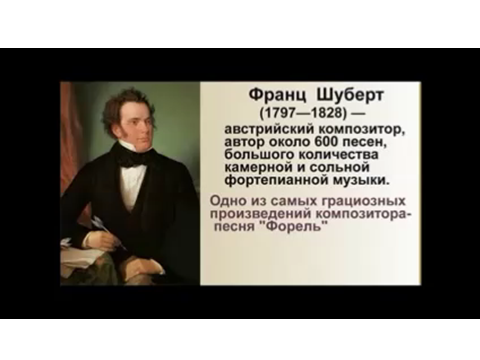 Франц Шуберт
(1797—1828) —
австрийский композитор,
автор около 600 песен,
большого количества
камерной и сольной
фортепианной музыки.
Одно из самых грациозных
произведений композитора-
песня "Форель"